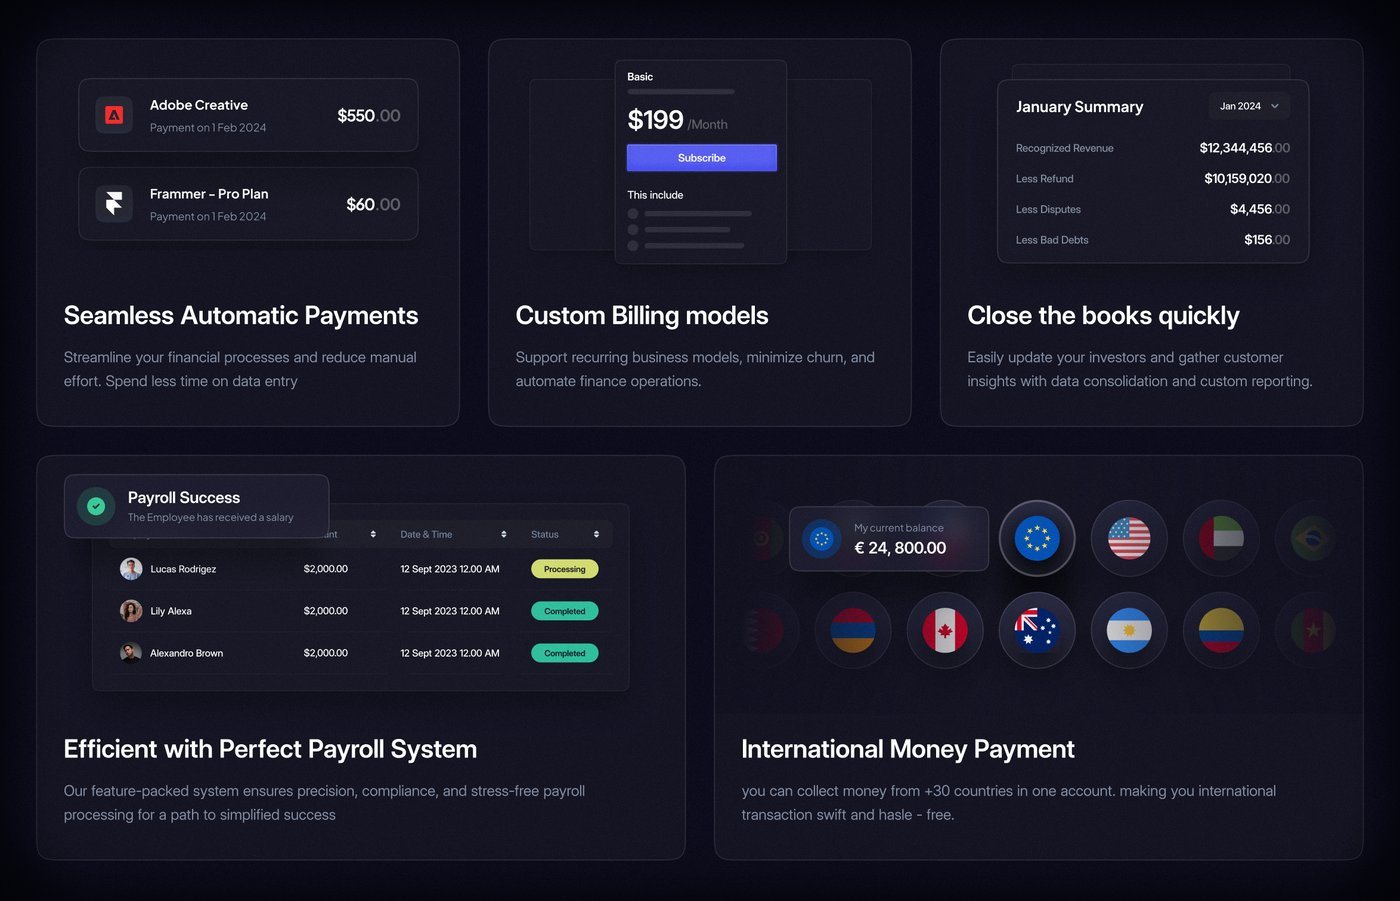 Adobe Creative
Payment on 1 Feb 2024
$550.00
Frammer - Pro Plan
Payment on 1 Feb 2024
$60.00
Seamless Automatic Payments
Streamline your financial processes and reduce manual
effort. Spend less time on data entry
Basic
$199 /Month
Subscribe
This include
Custom Billing models
Support recurring business models, minimize churn, and
automate finance operations.
January Summary
Jan 2024
Recognized Revenue $12,344,456.00
Less Refund $10,159,020.00
Less Disputes $4,456.00
Less Bad Debts $156.00
Close the books quickly
Easily update your investors and gather customer
insights with data consolidation and custom reporting.
Payroll Success
The Employee has received a salary
Date & Time Status
Lucas Rodrigez $2,000.00 12 Sept 2023 12.00 AM Processing
Lily Alexa $2,000.00 12 Sept 2023 12.00 AM Completed
Alexandro Brown $2,000.00 12 Sept 2023 12.00 AM Completed
Efficient with Perfect Payroll System
Our feature-packed system ensures precision, compliance, and stress-free payroll
processing for a path to simplified success
My current balance
€ 24, 800.00
International Money Payment
you can collect money from +30 countries in one account. making you international
transaction swift and hasle - free.